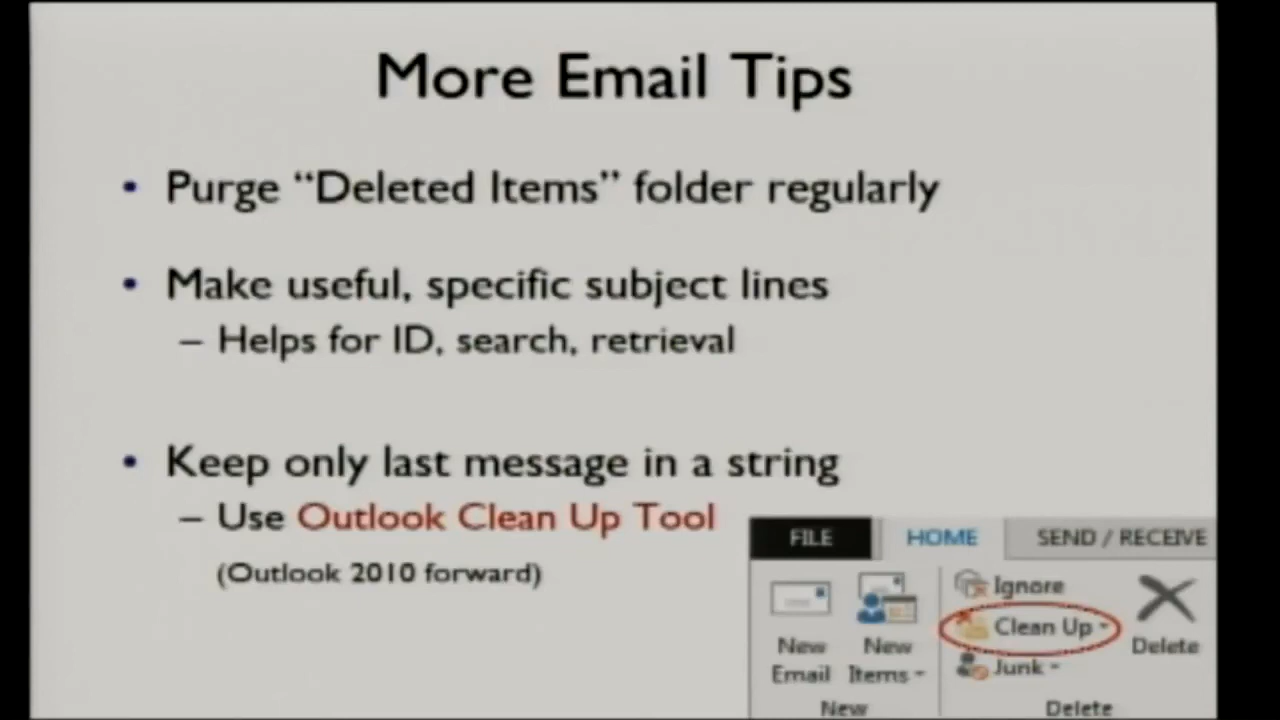 More Email Tips
• Purge “Deleted Items” folder regularly
• Make useful, specific subject lines
– Helps for ID, search, retrieval
• Keep only last message in a string
– Use Outlook Clean Up Tool
(Outlook 2010 forward)
FILE HOME SEND / RECEIVE
Ignore
Clean Up
Junk
New Email
New Items
Delete
New
Delete